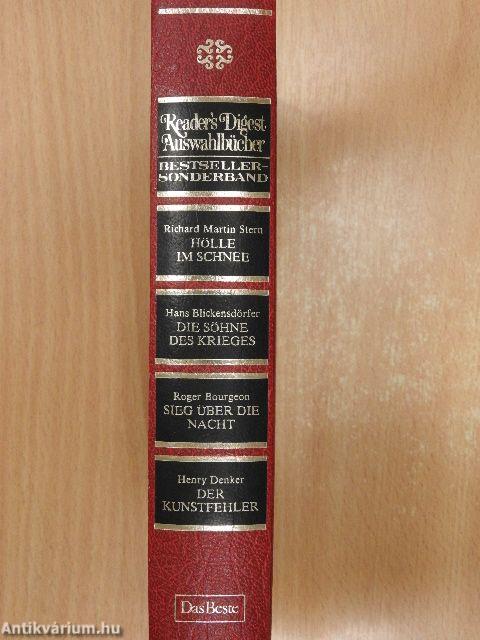 Reader's Digest
Auswahlbücher
BESTSELLER-
SONDERBAND
Richard Martin Stern
HÖLLE
IM SCHNEE
Hans Blickensdörfer
DIE SÖHNE
DES KRIEGES
Roger Bourgeon
SIEG ÜBER DIE
NACHT
Henry Denker
DER
KUNSTFEHLER
Das Beste
Antikvárium.hu